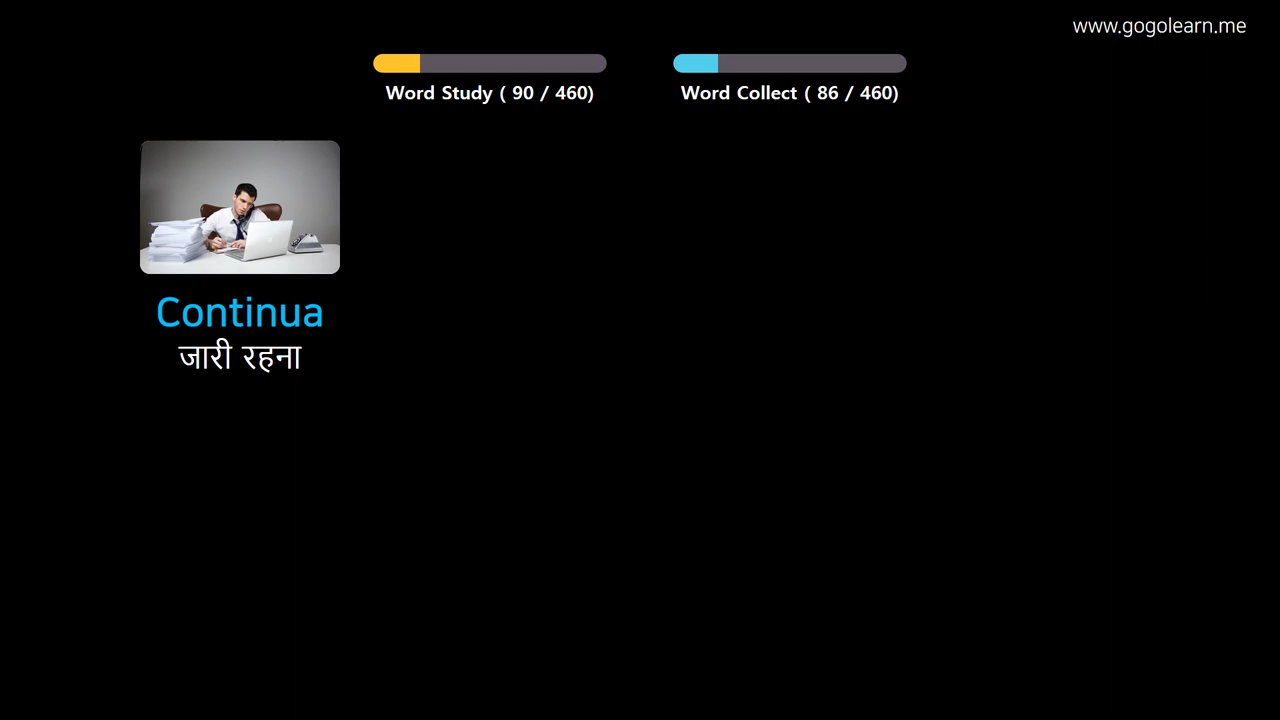 www.gogolearn.me
Word Study ( 90 / 460)
Word Collect ( 86 / 460)
Continua
जारी रहना